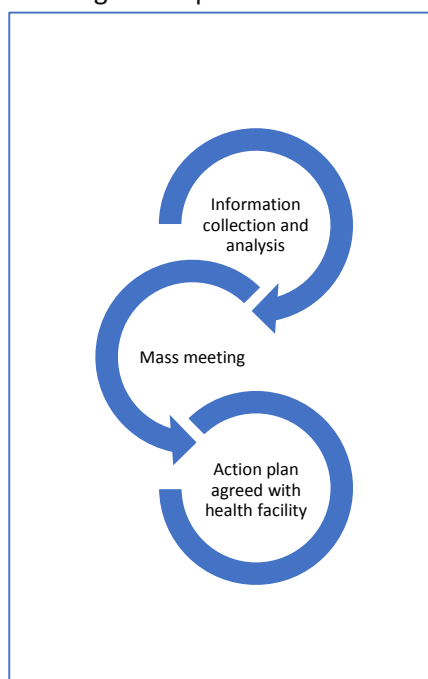 Information
collection and
analysis
Mass meeting
Action plan
agreed with
health facility